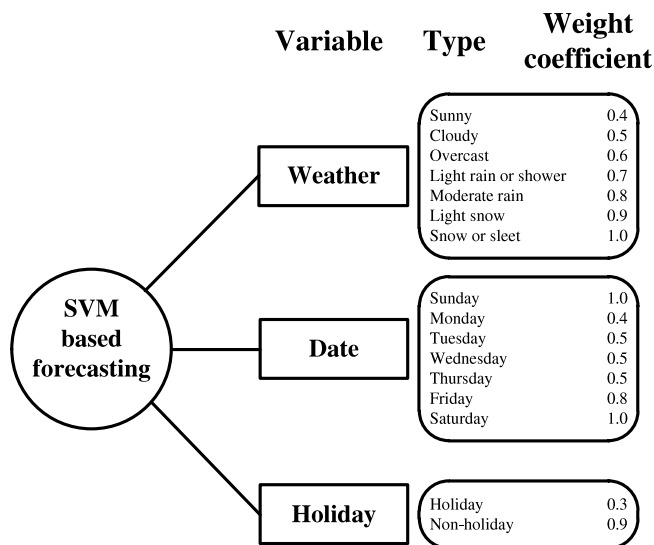 Variable Type Weight
coefficient
SVM
based
forecasting
Weather
Sunny 0.4
Cloudy 0.5
Overcast 0.6
Light rain or shower 0.7
Moderate rain 0.8
Light snow 0.9
Snow or sleet 1.0
Date
Sunday 1.0
Monday 0.4
Tuesday 0.5
Wednesday 0.5
Thursday 0.5
Friday 0.8
Saturday 1.0
Holiday
Holiday 0.3
Non-holiday 0.9